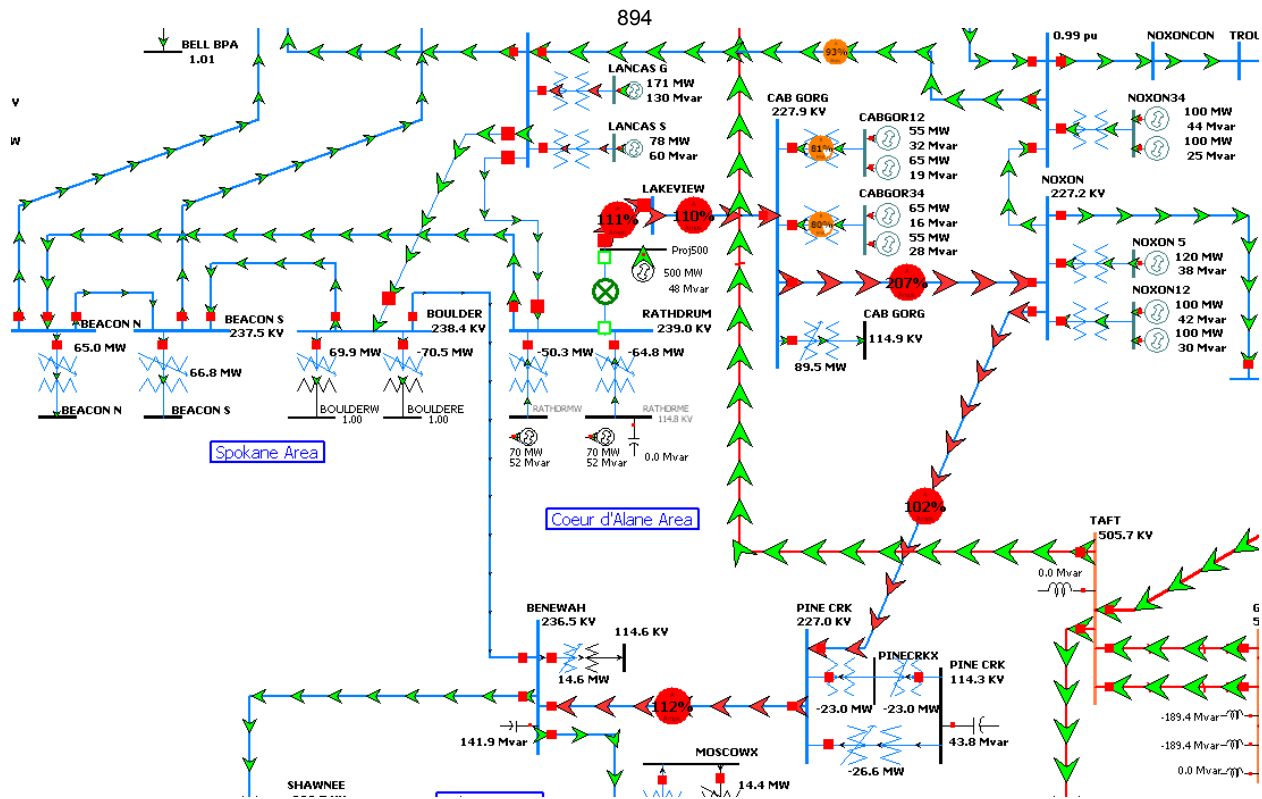 894
BELL BPA
1.01
V
W
LANCAS G
171 MW
130 Mvar
LANCAS S
78 MW
60 Mvar
93%
0.99 pu
NOXONCON
TROU
CAB GORG
227.9 KV
CABGOR12
55 MW
32 Mvar
65 MW
19 Mvar
81%
CABGOR34
65 MW
16 Mvar
55 MW
28 Mvar
80%
NOXON34
100 MW
44 Mvar
100 MW
25 Mvar
NOXON
227.2 KV
NOXON 5
120 MW
38 Mvar
NOXON12
100 MW
42 Mvar
100 MW
30 Mvar
LAKEVIEW
111%
110%
Proj500
500 MW
48 Mvar
207%
CAB GORG
114.9 KV
89.5 MW
BEACON N
65.0 MW
BEACON S
237.5 KV
66.8 MW
BEACON N
BEACON S
BOULDER
238.4 KV
69.9 MW
-70.5 MW
BOULDERW
1.00
BOULDERE
1.00
RATHDRUM
239.0 KV
-50.3 MW
-64.8 MW
RATHDRMW
RATHDRME
114.8 KV
70 MW
52 Mvar
70 MW
52 Mvar
0.0 Mvar
Spokane Area
Coeur d'Alane Area
102%
TAFT
505.7 KV
0.0 Mvar
BENEWAH
236.5 KV
114.6 KV
14.6 MW
PINE CRK
227.0 KV
PINECRKX
PINE CRK
114.3 KV
-23.0 MW
-23.0 MW
112%
43.8 Mvar
-26.6 MW
141.9 Mvar
MOSCOWX
14.4 MW
SHAWNEE
G
5
-189.4 Mvar
-189.4 Mvar
0.0 Mvar